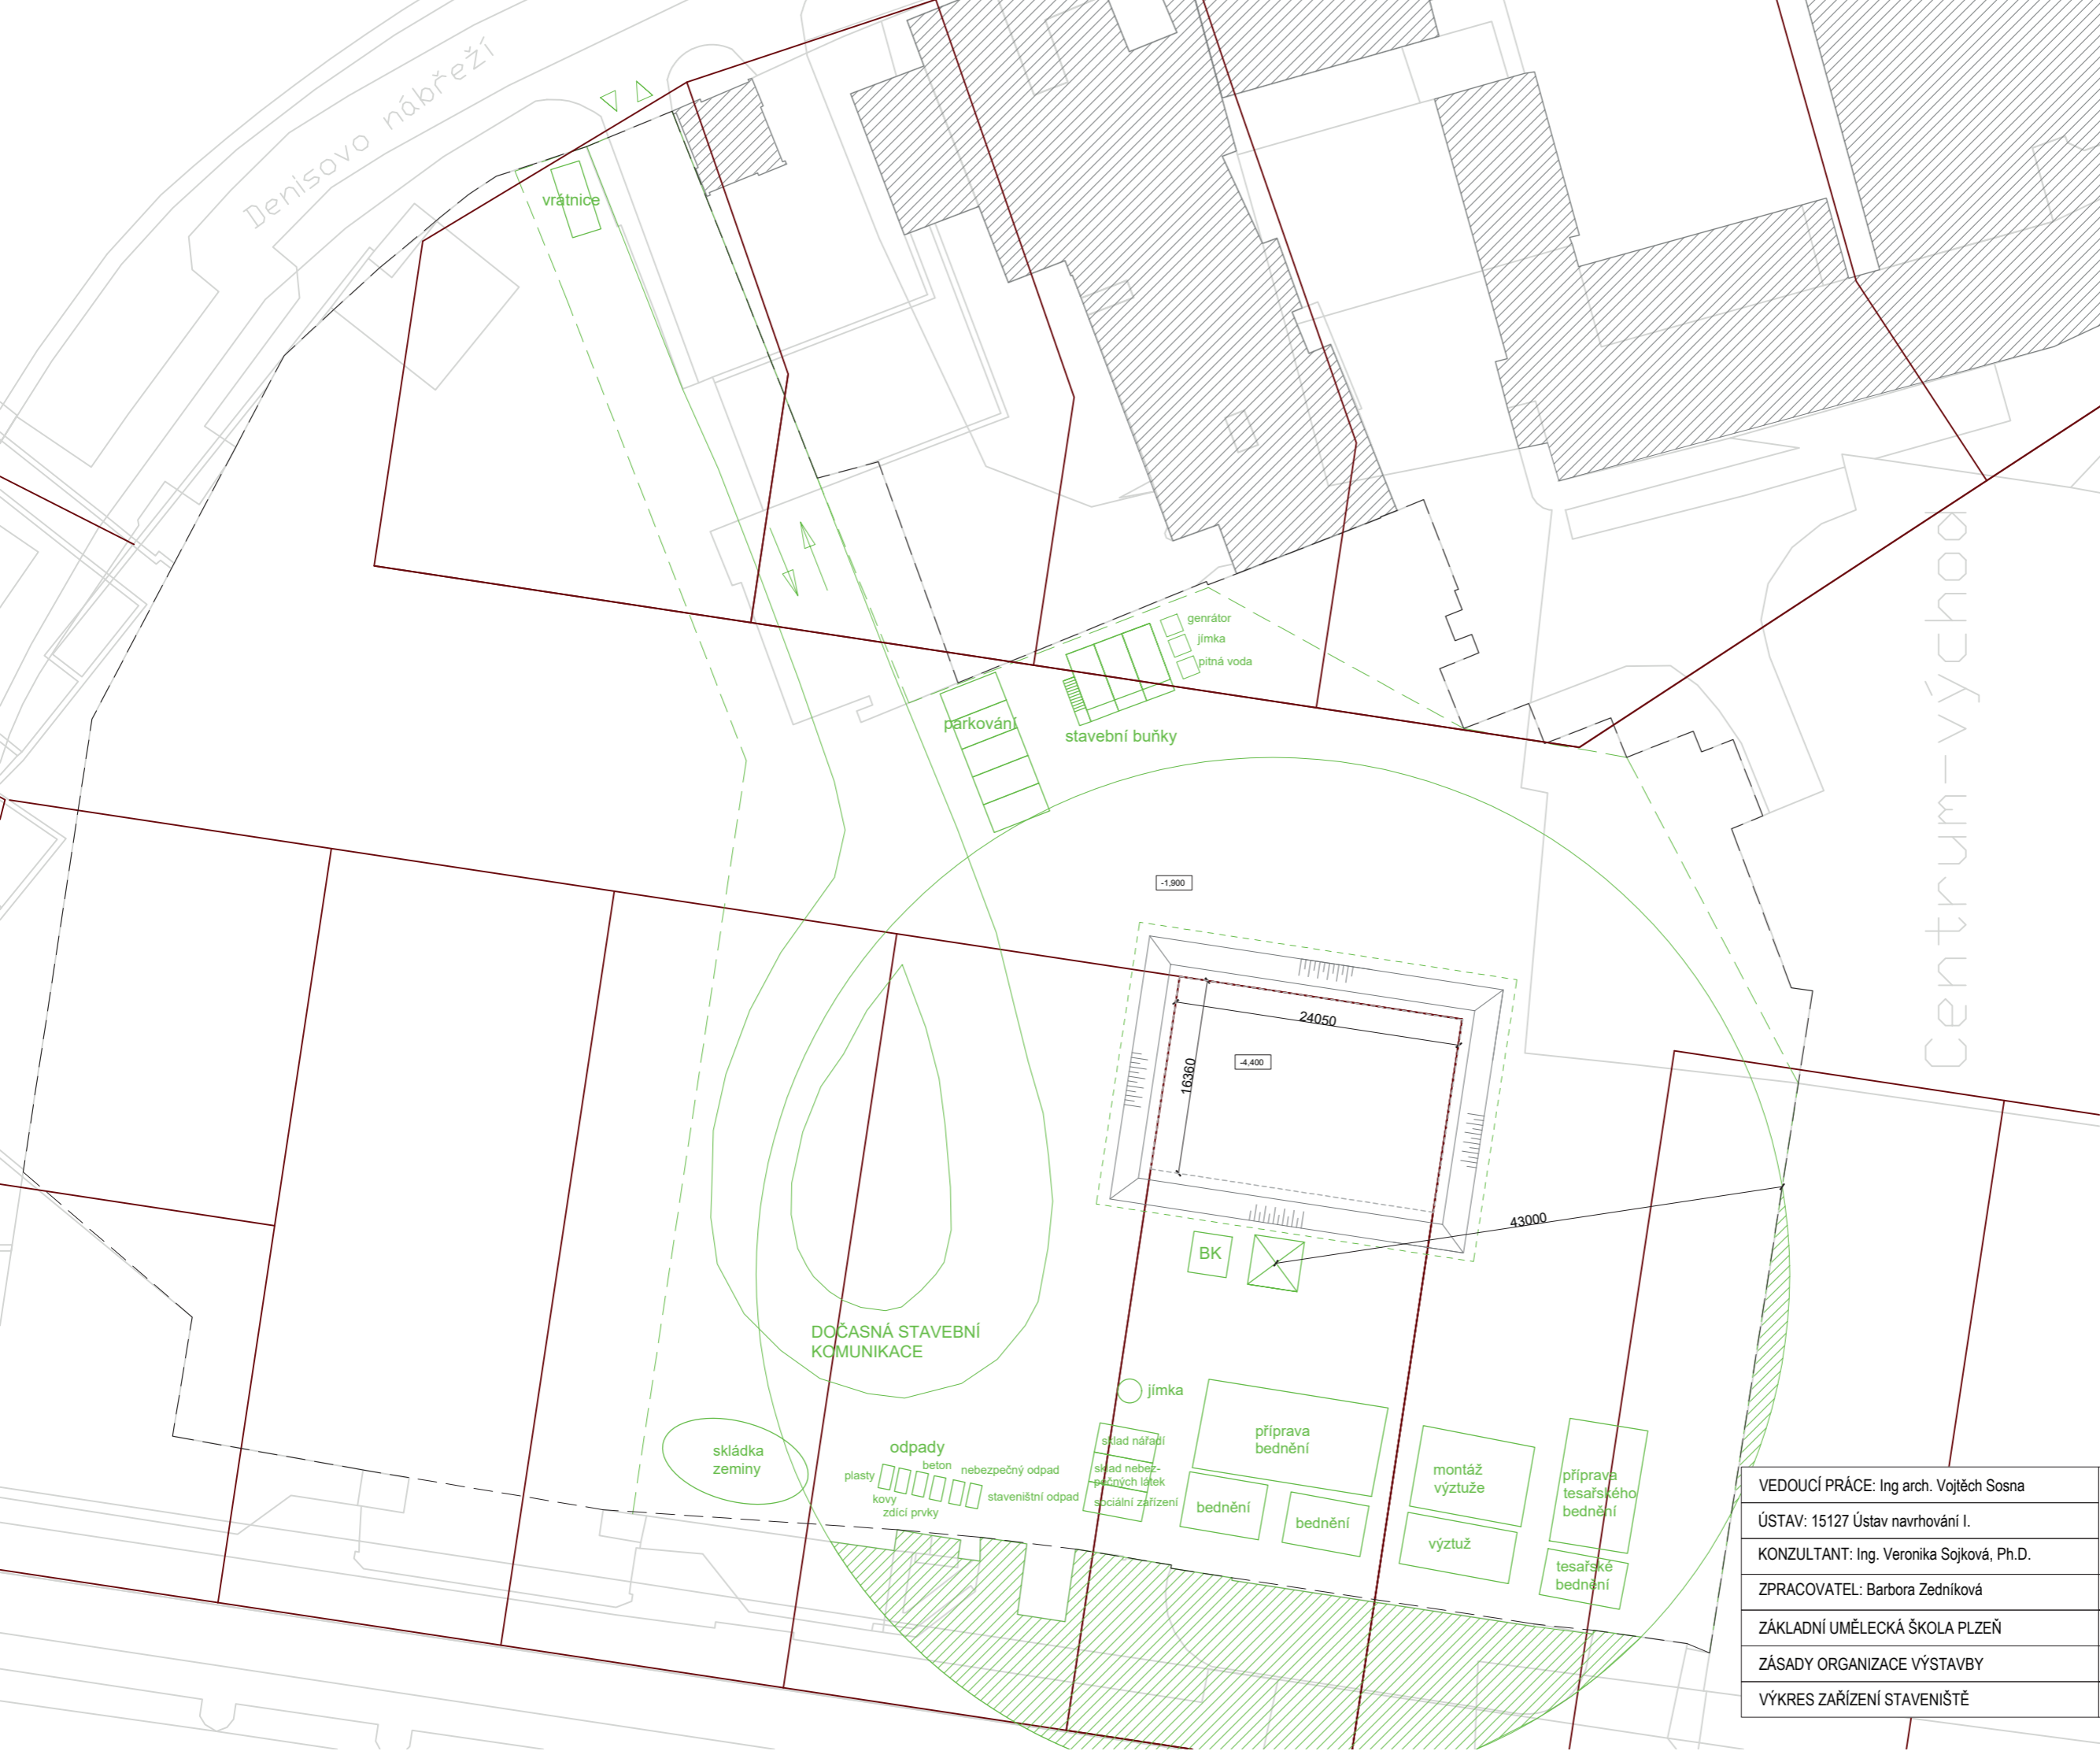 Denisovo nábřeží
vrátnice
genrátor
jímka
pitná voda
parkování
stavební buňky
Centrum-východ
-1,900
24050
16360
-4,400
43000
BK
DOČASNÁ STAVEBNÍ
KOMUNIKACE
jímka
skládka
zeminy
odpady
plasty
beton
nebezpečný odpad
kovy
staveništní odpad
zdící prvky
sklad nářadí
sklad nebez-
pečných látek
sociální zařízení
příprava
bednění
bednění
bednění
montáž
výztuže
výztuž
příprava
tesařského
bednění
tesařské
bednění
VEDOUCÍ PRÁCE: Ing arch. Vojtěch Sosna
ÚSTAV: 15127 Ústav navrhování I.
KONZULTANT: Ing. Veronika Sojková, Ph.D.
ZPRACOVATEL: Barbora Zedníková
ZÁKLADNÍ UMĚLECKÁ ŠKOLA PLZEŇ
ZÁSADY ORGANIZACE VÝSTAVBY
VÝKRES ZAŘÍZENÍ STAVENIŠTĚ